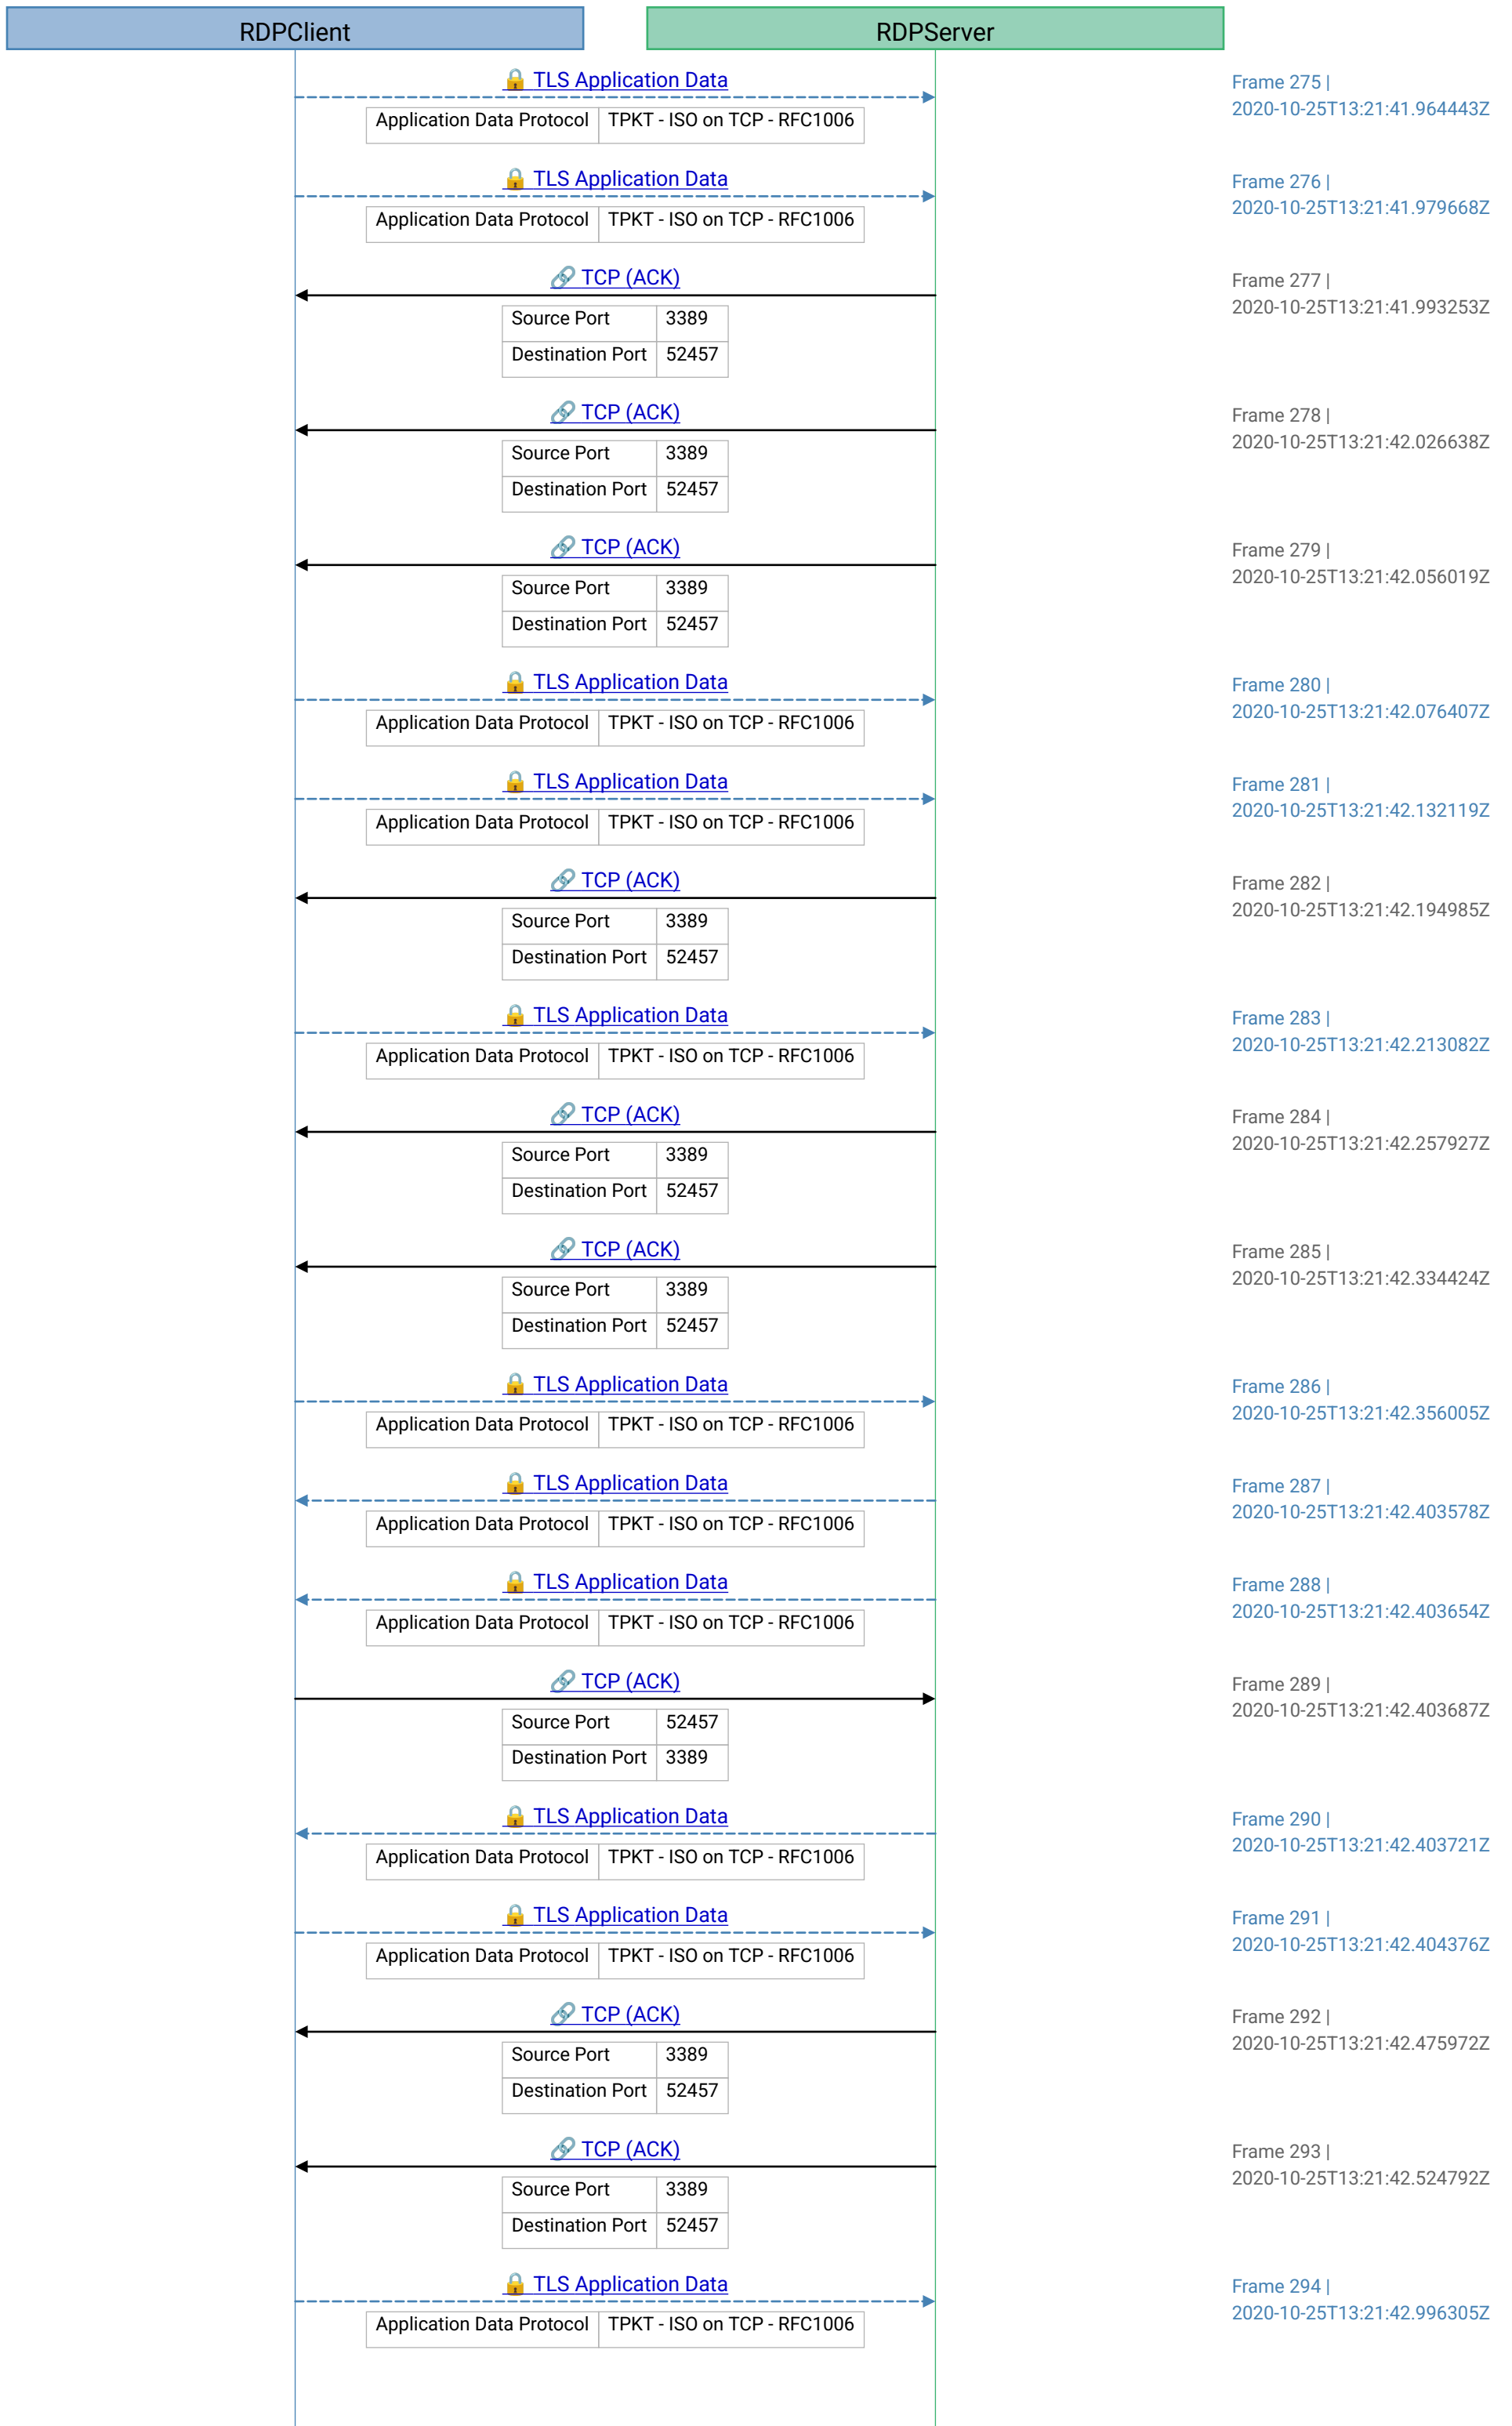 RDPClient
RDPServer
🔒 TLS Application Data
Frame 275 |
2020-10-25T13:21:41.964443Z
Application Data Protocol TPKT - ISO on TCP - RFC1006
🔒 TLS Application Data
Frame 276 |
2020-10-25T13:21:41.979668Z
Application Data Protocol TPKT - ISO on TCP - RFC1006
🔗 TCP (ACK)
Frame 277 |
2020-10-25T13:21:41.993253Z
Source Port 3389
Destination Port 52457
🔗 TCP (ACK)
Frame 278 |
2020-10-25T13:21:42.026638Z
Source Port 3389
Destination Port 52457
🔗 TCP (ACK)
Frame 279 |
2020-10-25T13:21:42.056019Z
Source Port 3389
Destination Port 52457
🔒 TLS Application Data
Frame 280 |
2020-10-25T13:21:42.076407Z
Application Data Protocol TPKT - ISO on TCP - RFC1006
🔒 TLS Application Data
Frame 281 |
2020-10-25T13:21:42.132119Z
Application Data Protocol TPKT - ISO on TCP - RFC1006
🔗 TCP (ACK)
Frame 282 |
2020-10-25T13:21:42.194985Z
Source Port 3389
Destination Port 52457
🔒 TLS Application Data
Frame 283 |
2020-10-25T13:21:42.213082Z
Application Data Protocol TPKT - ISO on TCP - RFC1006
🔗 TCP (ACK)
Frame 284 |
2020-10-25T13:21:42.257927Z
Source Port 3389
Destination Port 52457
🔗 TCP (ACK)
Frame 285 |
2020-10-25T13:21:42.334424Z
Source Port 3389
Destination Port 52457
🔒 TLS Application Data
Frame 286 |
2020-10-25T13:21:42.356005Z
Application Data Protocol TPKT - ISO on TCP - RFC1006
🔒 TLS Application Data
Frame 287 |
2020-10-25T13:21:42.403578Z
Application Data Protocol TPKT - ISO on TCP - RFC1006
🔒 TLS Application Data
Frame 288 |
2020-10-25T13:21:42.403654Z
Application Data Protocol TPKT - ISO on TCP - RFC1006
🔗 TCP (ACK)
Frame 289 |
2020-10-25T13:21:42.403687Z
Source Port 52457
Destination Port 3389
🔒 TLS Application Data
Frame 290 |
2020-10-25T13:21:42.403721Z
Application Data Protocol TPKT - ISO on TCP - RFC1006
🔒 TLS Application Data
Frame 291 |
2020-10-25T13:21:42.404376Z
Application Data Protocol TPKT - ISO on TCP - RFC1006
🔗 TCP (ACK)
Frame 292 |
2020-10-25T13:21:42.475972Z
Source Port 3389
Destination Port 52457
🔗 TCP (ACK)
Frame 293 |
2020-10-25T13:21:42.524792Z
Source Port 3389
Destination Port 52457
🔒 TLS Application Data
Frame 294 |
2020-10-25T13:21:42.996305Z
Application Data Protocol TPKT - ISO on TCP - RFC1006